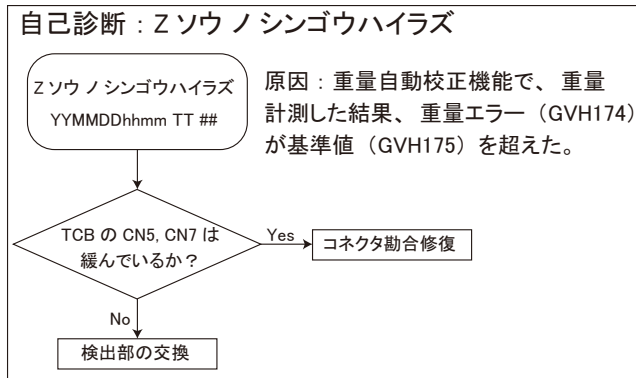 自己診断：Z ソウ ノ シンゴウハイラズ
Z ソウ ノ シンゴウハイラズ
YYMMDDhhmm TT ##
原因：重量自動校正機能で、重量
計測した結果、重量エラー（GVH174）
が基準値（GVH175）を超えた。
TCB の CN5, CN7 は
緩んでいるか？
Yes
コネクタ勘合修復
No
検出部の交換